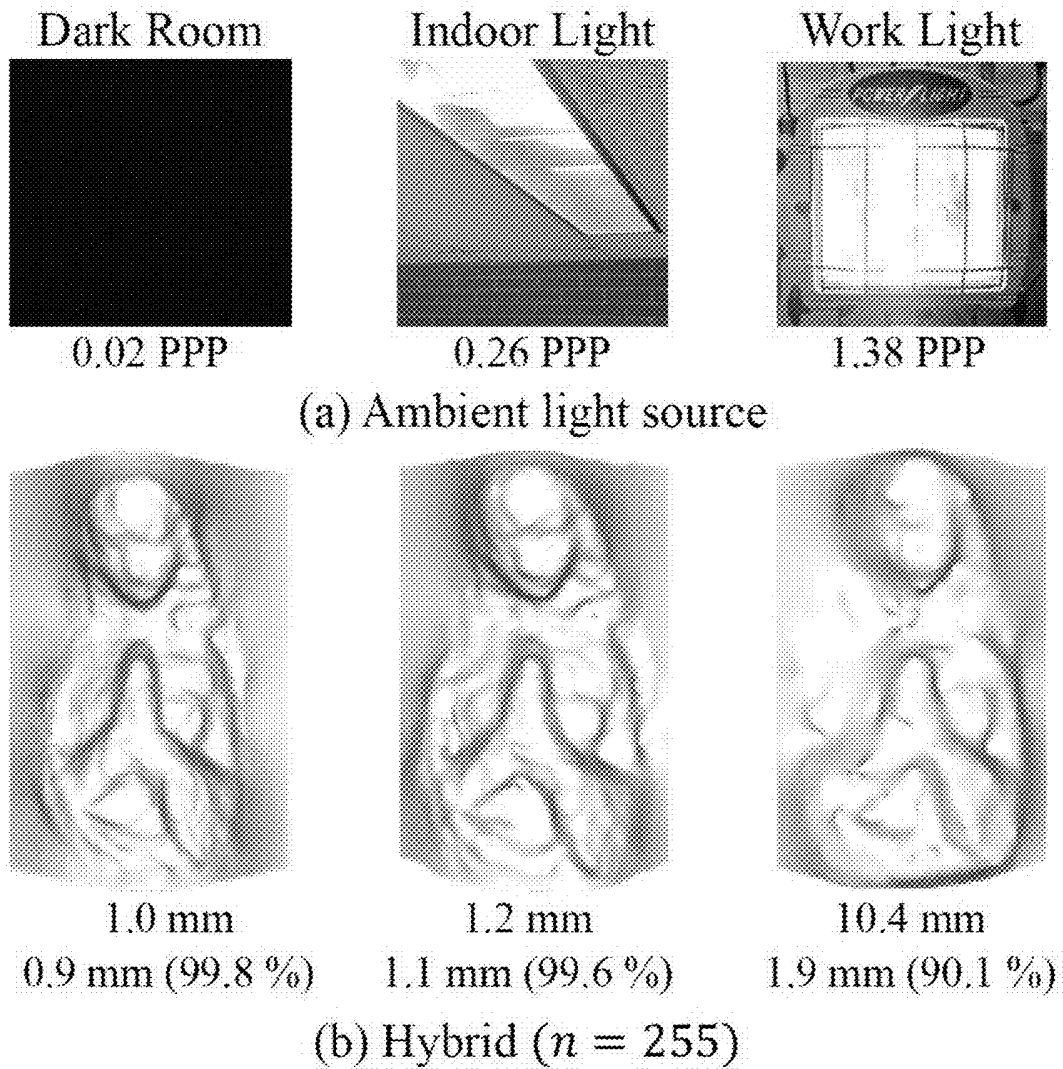 Dark Room Indoor Light Work Light
0.02 PPP 0.26 PPP 1.38 PPP
(a) Ambient light source
1.0 mm 1.2 mm 10.4 mm
0.9 mm (99.8 %) 1.1 mm (99.6 %) 1.9 mm (90.1 %)
(b) Hybrid (n = 255)